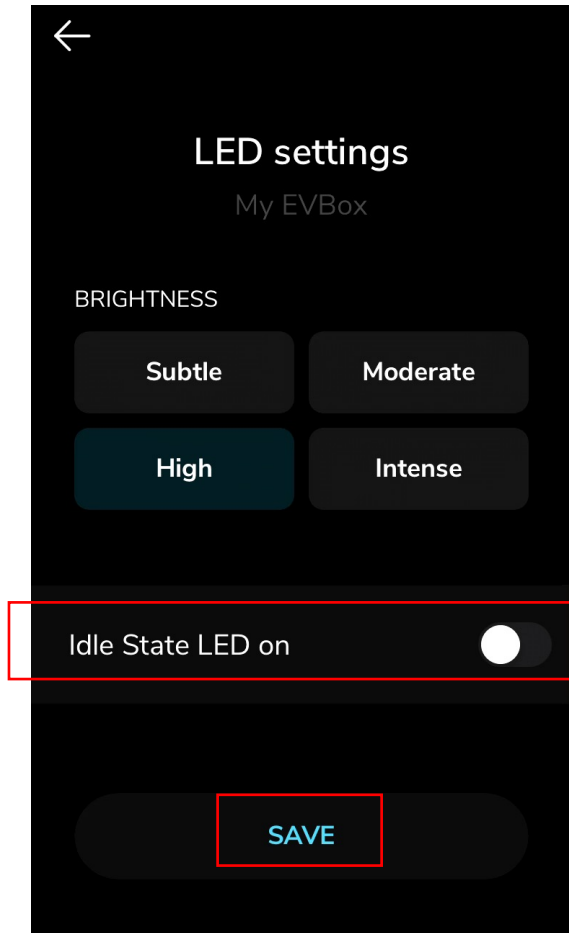 LED settings
My EVBox
BRIGHTNESS
Subtle
Moderate
High
Intense
Idle State LED on
SAVE